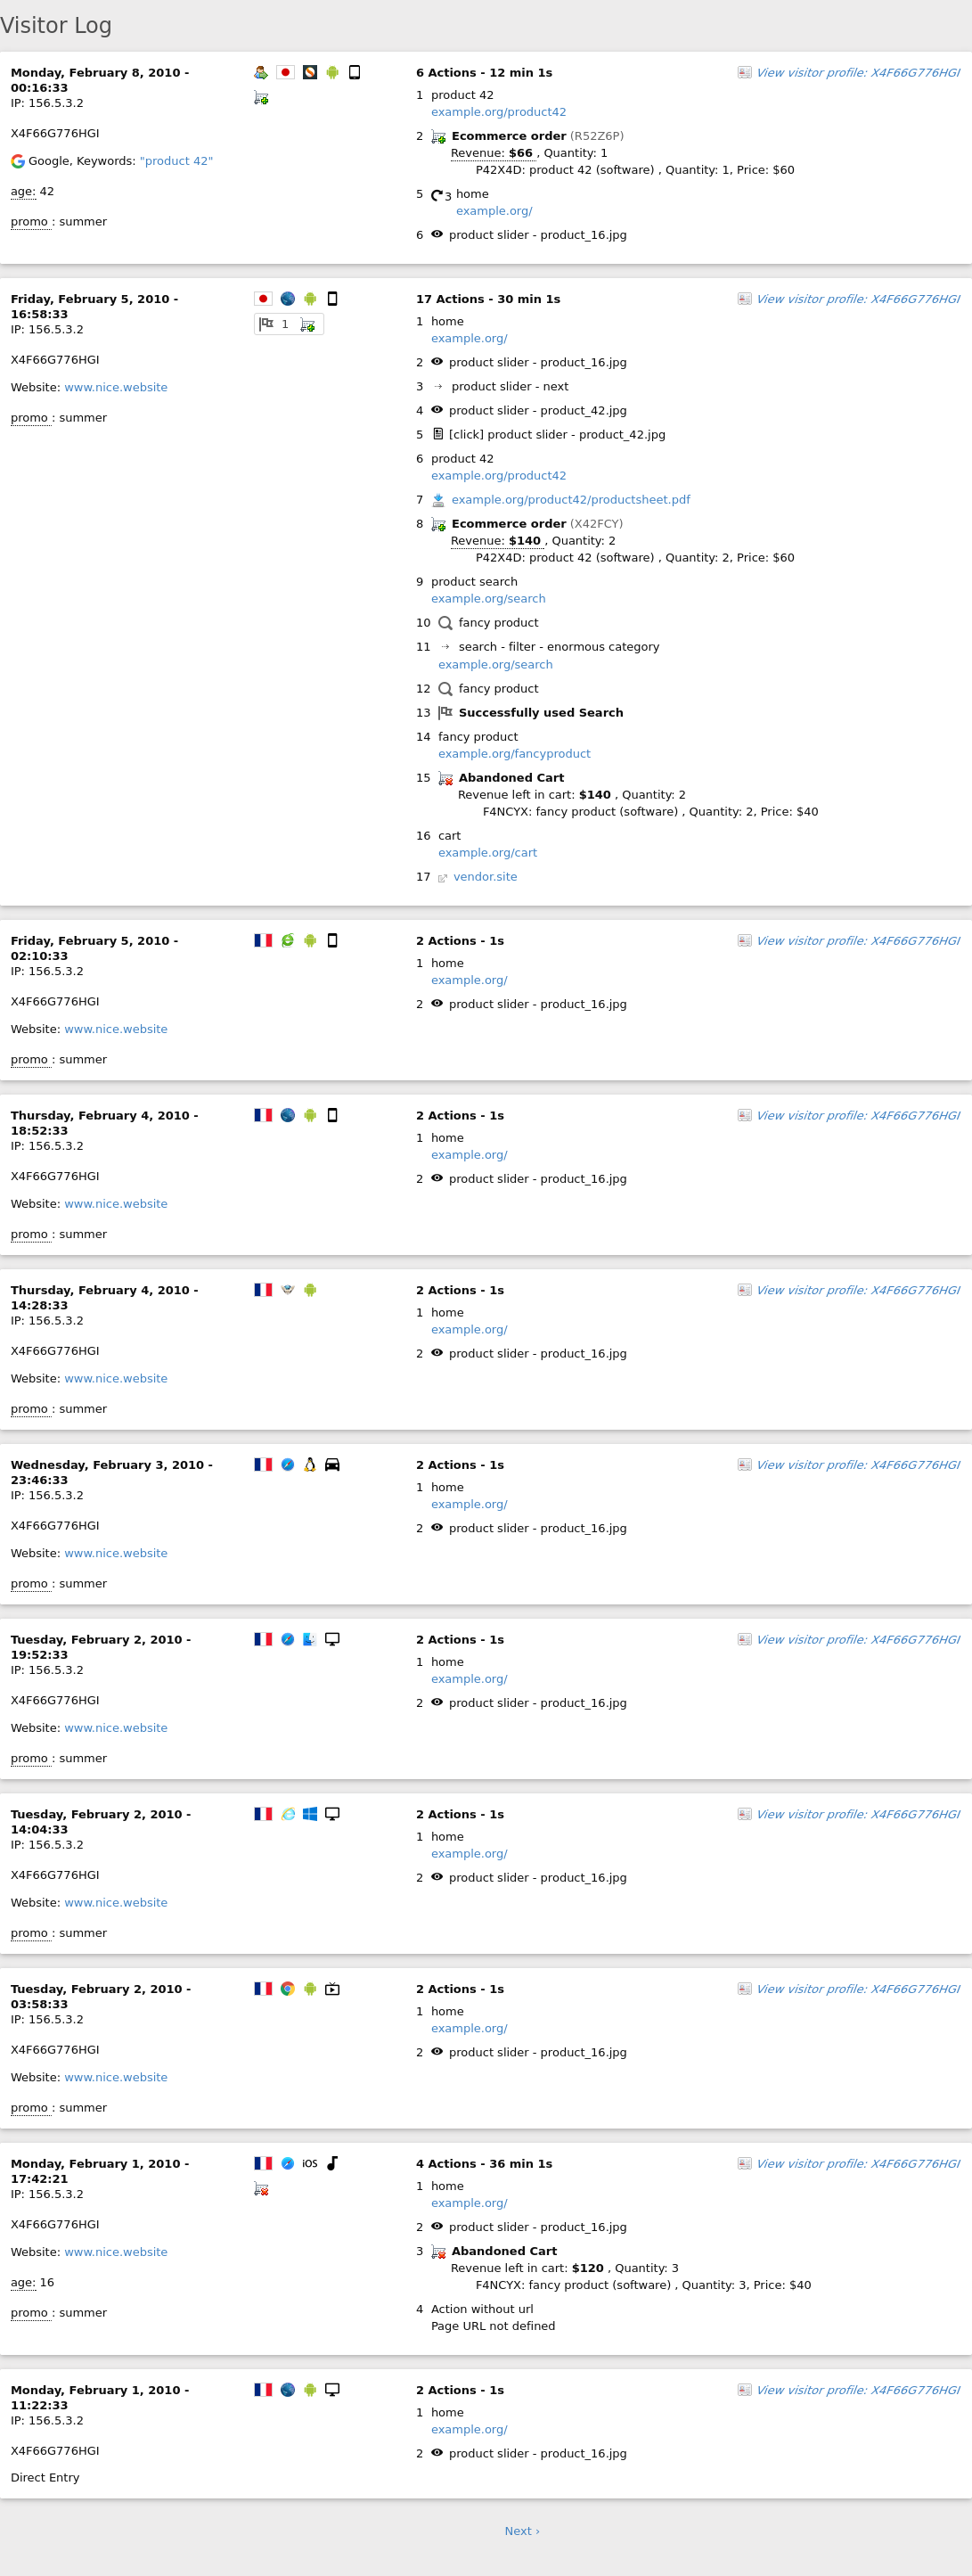 Visitor Log
Monday, February 8, 2010 -
00:16:33
IP: 156.5.3.2
X4F66G776HGI
Google, Keywords: "product 42"
age: 42
promo : summer
6 Actions - 12 min 1s
View visitor profile: X4F66G776HGI
1 product 42
example.org/product42
2 Ecommerce order (R52Z6P)
Revenue: $66 , Quantity: 1
P42X4D: product 42 (software) , Quantity: 1, Price: $60
5 3 home
example.org/
6 product slider - product_16.jpg
Friday, February 5, 2010 -
16:58:33
IP: 156.5.3.2
X4F66G776HGI
Website: www.nice.website
promo : summer
1
17 Actions - 30 min 1s
View visitor profile: X4F66G776HGI
1 home
example.org/
2 product slider - product_16.jpg
3 → product slider - next
4 product slider - product_42.jpg
5 [click] product slider - product_42.jpg
6 product 42
example.org/product42
7 example.org/product42/productsheet.pdf
8 Ecommerce order (X42FCY)
Revenue: $140 , Quantity: 2
P42X4D: product 42 (software) , Quantity: 2, Price: $60
9 product search
example.org/search
10 fancy product
11 → search - filter - enormous category
example.org/search
12 fancy product
13 Successfully used Search
14 fancy product
example.org/fancyproduct
15 Abandoned Cart
Revenue left in cart: $140 , Quantity: 2
F4NCYX: fancy product (software) , Quantity: 2, Price: $40
16 cart
example.org/cart
17 vendor.site
Friday, February 5, 2010 -
02:10:33
IP: 156.5.3.2
X4F66G776HGI
Website: www.nice.website
promo : summer
2 Actions - 1s
View visitor profile: X4F66G776HGI
1 home
example.org/
2 product slider - product_16.jpg
Thursday, February 4, 2010 -
18:52:33
IP: 156.5.3.2
X4F66G776HGI
Website: www.nice.website
promo : summer
2 Actions - 1s
View visitor profile: X4F66G776HGI
1 home
example.org/
2 product slider - product_16.jpg
Thursday, February 4, 2010 -
14:28:33
IP: 156.5.3.2
X4F66G776HGI
Website: www.nice.website
promo : summer
2 Actions - 1s
View visitor profile: X4F66G776HGI
1 home
example.org/
2 product slider - product_16.jpg
Wednesday, February 3, 2010 -
23:46:33
IP: 156.5.3.2
X4F66G776HGI
Website: www.nice.website
promo : summer
2 Actions - 1s
View visitor profile: X4F66G776HGI
1 home
example.org/
2 product slider - product_16.jpg
Tuesday, February 2, 2010 -
19:52:33
IP: 156.5.3.2
X4F66G776HGI
Website: www.nice.website
promo : summer
2 Actions - 1s
View visitor profile: X4F66G776HGI
1 home
example.org/
2 product slider - product_16.jpg
Tuesday, February 2, 2010 -
14:04:33
IP: 156.5.3.2
X4F66G776HGI
Website: www.nice.website
promo : summer
2 Actions - 1s
View visitor profile: X4F66G776HGI
1 home
example.org/
2 product slider - product_16.jpg
Tuesday, February 2, 2010 -
03:58:33
IP: 156.5.3.2
X4F66G776HGI
Website: www.nice.website
promo : summer
2 Actions - 1s
View visitor profile: X4F66G776HGI
1 home
example.org/
2 product slider - product_16.jpg
Monday, February 1, 2010 -
17:42:21
IP: 156.5.3.2
X4F66G776HGI
Website: www.nice.website
age: 16
promo : summer
iOS
4 Actions - 36 min 1s
View visitor profile: X4F66G776HGI
1 home
example.org/
2 product slider - product_16.jpg
3 Abandoned Cart
Revenue left in cart: $120 , Quantity: 3
F4NCYX: fancy product (software) , Quantity: 3, Price: $40
4 Action without url
Page URL not defined
Monday, February 1, 2010 -
11:22:33
IP: 156.5.3.2
X4F66G776HGI
Direct Entry
2 Actions - 1s
View visitor profile: X4F66G776HGI
1 home
example.org/
2 product slider - product_16.jpg
Next ›